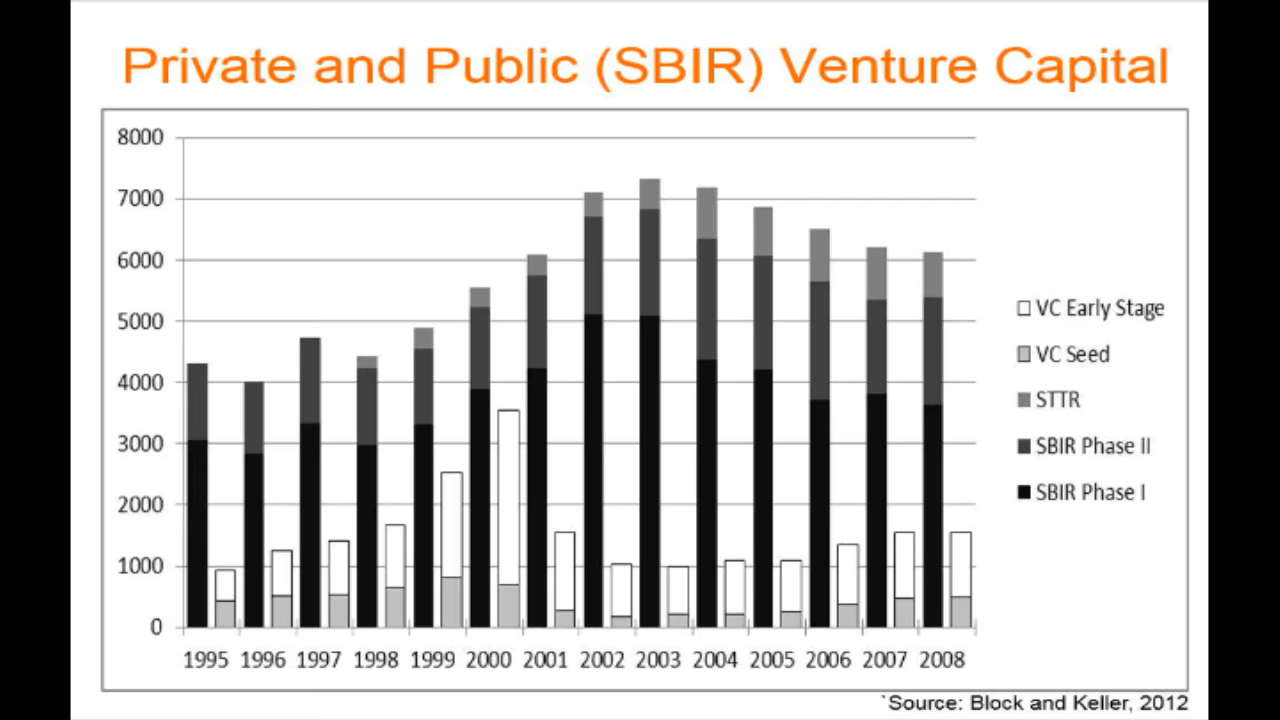 Private and Public (SBIR) Venture Capital
8000
7000
6000
5000
4000
3000
2000
1000
0
1995 1996 1997 1998 1999 2000 2001 2002 2003 2004 2005 2006 2007 2008
VC Early Stage
VC Seed
STTR
SBIR Phase II
SBIR Phase I
`Source: Block and Keller, 2012